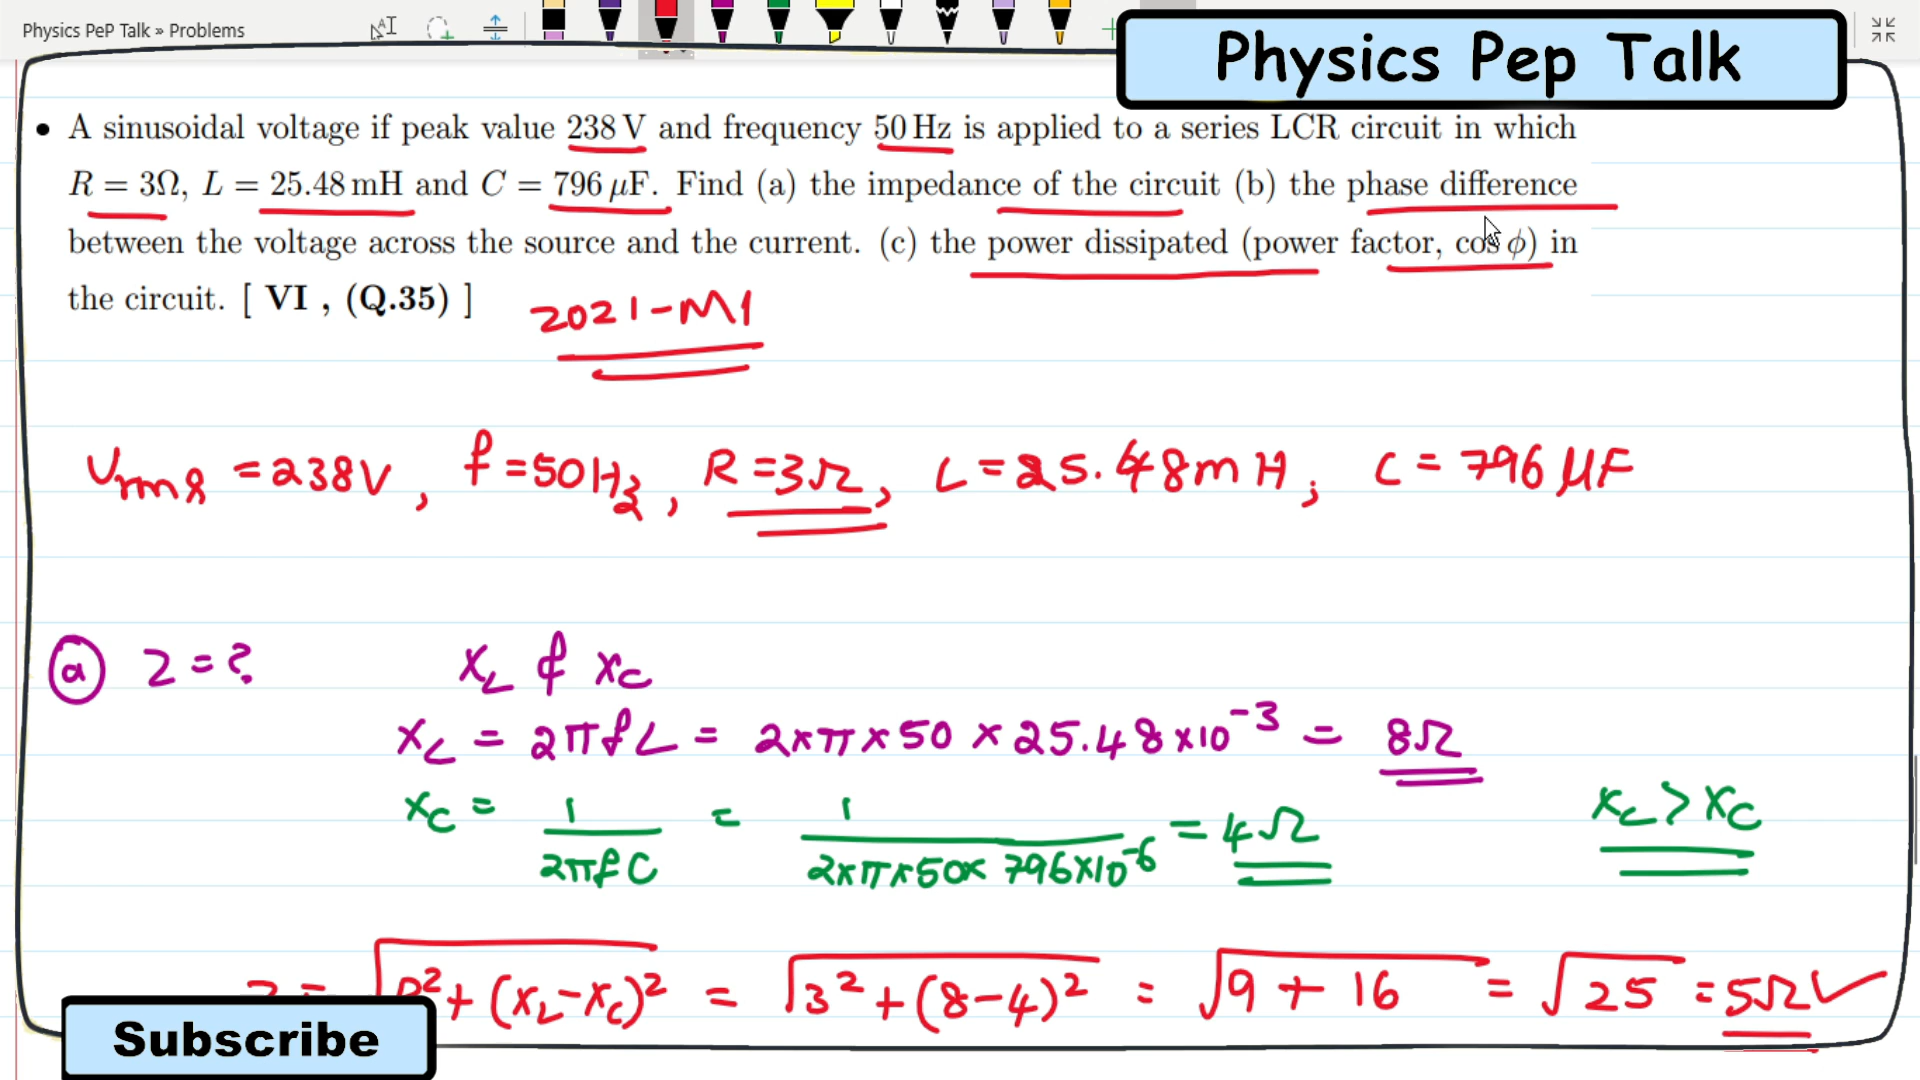 Physics PeP Talk » Problems
Physics Pep Talk
• A sinusoidal voltage if peak value 238 V and frequency 50 Hz is applied to a series LCR circuit in which
R = 3Ω, L = 25.48 mH and C = 796 μF. Find (a) the impedance of the circuit (b) the phase difference
between the voltage across the source and the current. (c) the power dissipated (power factor, cos ϕ) in
the circuit. [ VI , (Q.35) ]
2021-M1
Vrms = 238V, f = 50Hz, R = 3Ω, L = 25.48mH, C = 796μF
(a) Z = ? XL & XC
XL = 2πfL = 2×π×50×25.48×10^-3 = 8Ω
XC = 1/2πfC = 1/2×π×50×796×10^-6 = 4Ω XL > XC
Z = √R²+(XL-XC)² = √3²+(8-4)² = √9+16 = √25 = 5Ω ✓
Subscribe